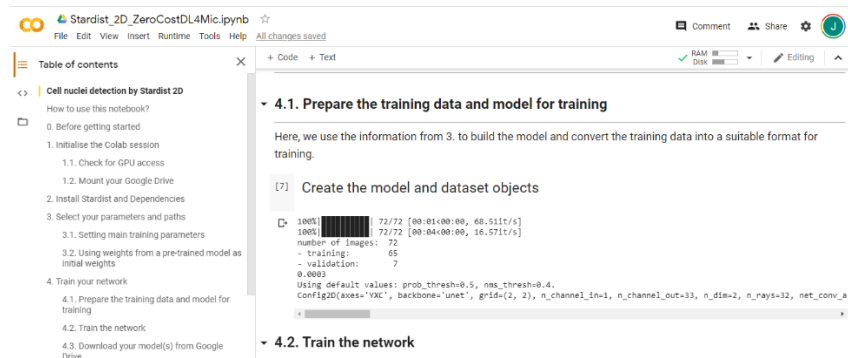 CO Stardist_2D_ZeroCostDL4Mic.ipynb
Comment Share J
File Edit View Insert Runtime Tools Help All changes saved
Table of contents
+ Code + Text
RAM
Disk
Editing
Cell nuclei detection by Stardist 2D
How to use this notebook?
0. Before getting started
1. Initialise the Colab session
1.1. Check for GPU access
1.2. Mount your Google Drive
2. Install Stardist and Dependencies
3. Select your parameters and paths
3.1. Setting main training parameters
3.2. Using weights from a pre-trained model as
initial weights
4. Train your network
4.1. Prepare the training data and model for
training
4.2. Train the network
4.3. Download your model(s) from Google
Drive
4.1. Prepare the training data and model for training
Here, we use the information from 3. to build the model and convert the training data into a suitable format for
training.
[7] Create the model and dataset objects
100%| | 72/72 [00:01<00:00, 68.51it/s]
100%| | 72/72 [00:04<00:00, 16.57it/s]
number of images: 72
- training: 65
- validation: 7
0.0003
Using default values: prob_thresh=0.5, nms_thresh=0.4.
Config2D(axes='YXC', backbone='unet', grid=(2, 2), n_channel_in=1, n_channel_out=33, n_dim=2, n_rays=32, net_conv_a
4.2. Train the network